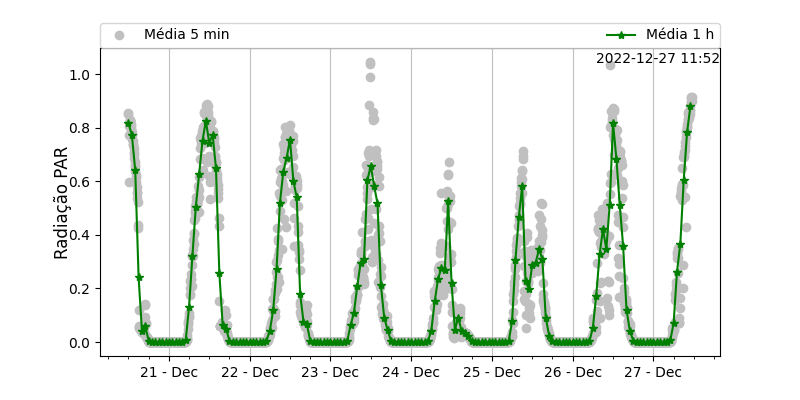 Média 5 min
Média 1 h
2022-12-27 11:52
Radiação PAR
1.0
0.8
0.6
0.4
0.2
0.0
21 - Dec
22 - Dec
23 - Dec
24 - Dec
25 - Dec
26 - Dec
27 - Dec